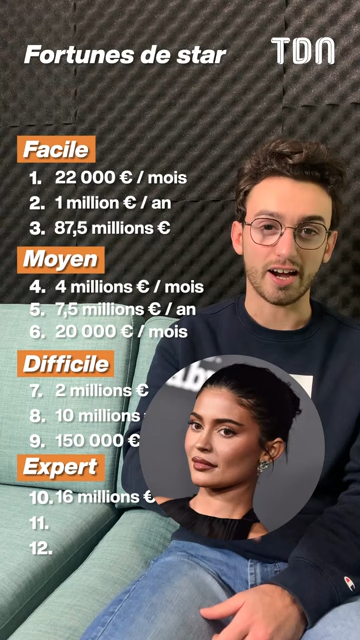 Fortunes de star
TDN
Facile
1. 22 000 € / mois
2. 1 million € / an
3. 87,5 millions €
Moyen
4. 4 millions € / mois
5. 7,5 millions € / an
6. 20 000 € / mois
Difficile
7. 2 millions €
8. 10 millions
9. 150 000 €
Expert
10. 16 millions €
11.
12.